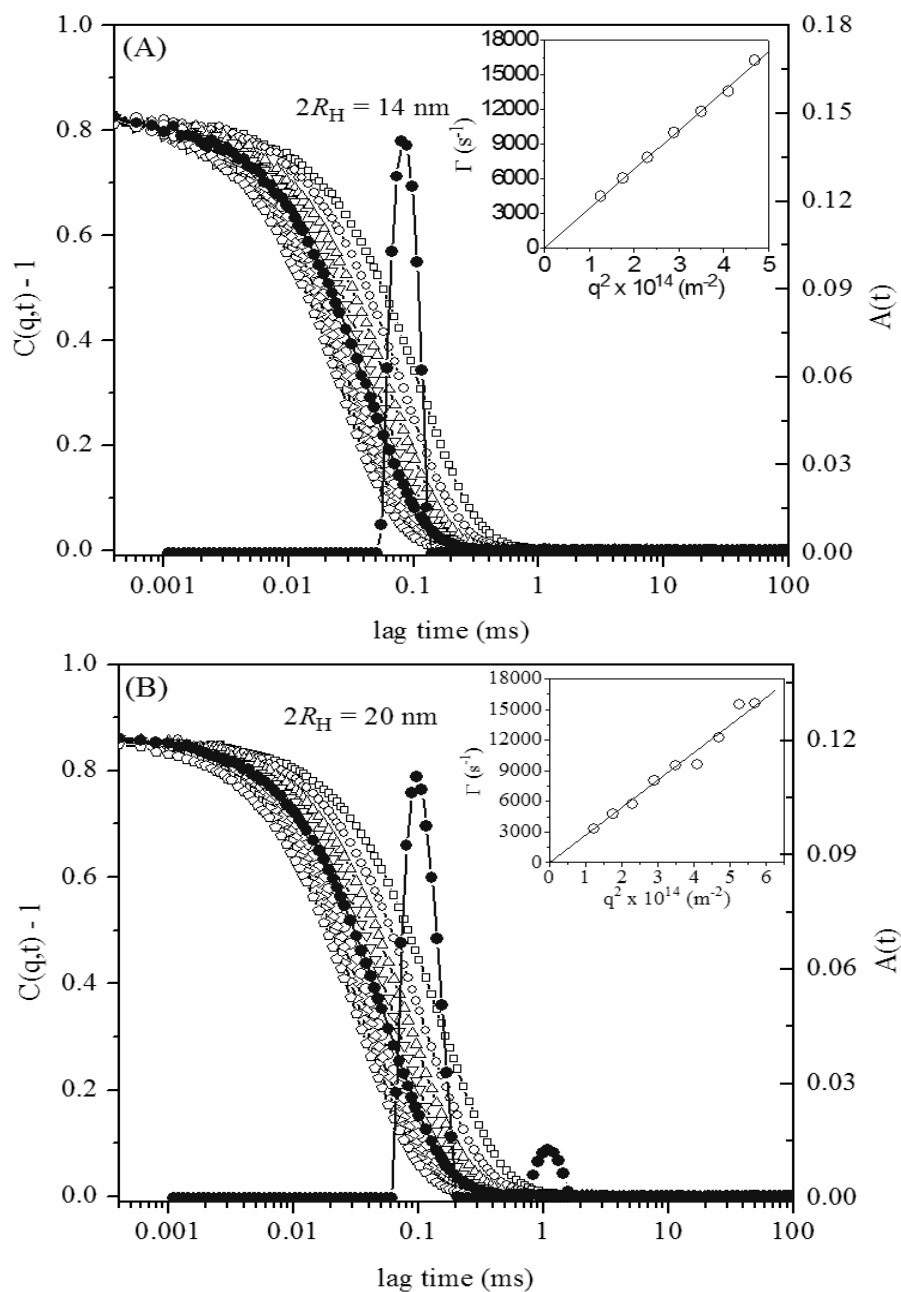 (A)
2R_H = 14 nm
C(q,t) - 1
1.0
0.8
0.6
0.4
0.2
0.0
0.001 0.01 0.1 1 10 100
lag time (ms)
A(t)
0.18
0.15
0.12
0.09
0.06
0.03
0.00
Γ (s⁻¹)
18000
15000
12000
9000
6000
3000
0
0 1 2 3 4 5
q² x 10¹⁴ (m⁻²)
(B)
2R_H = 20 nm
C(q,t) - 1
1.0
0.8
0.6
0.4
0.2
0.0
0.001 0.01 0.1 1 10 100
lag time (ms)
A(t)
0.12
0.09
0.06
0.03
0.00
Γ (s⁻¹)
18000
15000
12000
9000
6000
3000
0
0 1 2 3 4 5 6
q² x 10¹⁴ (m⁻²)